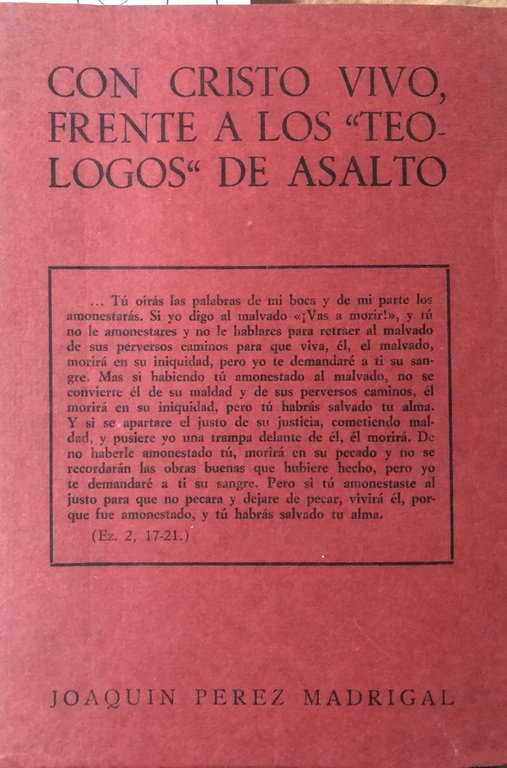 CON CRISTO VIVO,
FRENTE A LOS “TEO-
LOGOS“ DE ASALTO
... Tú oirás las palabras de mi boca y de mi parte los
amonestarás. Si yo digo al malvado «¡Vas a morir!», y tú
no le amonestares y no le hablares para retraer al malvado
de sus perversos caminos para que viva, él, el malvado,
morirá en su iniquidad, pero yo te demandaré a ti su san-
gre. Mas si habiendo tú amonestado al malvado, no se
convierte él de su maldad y de sus perversos caminos, él
morirá en su iniquidad, pero tú habrás salvado tu alma.
Y si se apartare el justo de su justicia, cometiendo mal-
dad, y pusiere yo una trampa delante de él, él morirá. De
no haberle amonestado tú, morirá en su pecado y no se
recordarán las obras buenas que hubiere hecho, pero yo
te demandaré a ti su sangre. Pero si tú amonestaste al
justo para que no pecara y dejare de pecar, vivirá él, por-
que fue amonestado, y tú habrás salvado tu alma.
(Ez. 2, 17-21.)
JOAQUIN PEREZ MADRIGAL